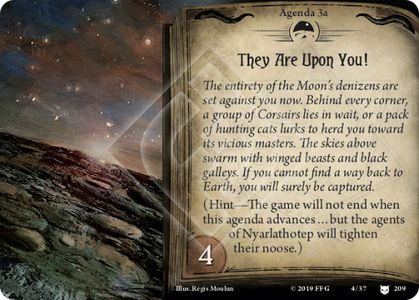 Agenda 3a
They Are Upon You!
The entirety of the Moon's denizens are
set against you now. Behind every corner,
a group of Corsairs lies in wait, or a pack
of hunting cats lurks to herd you toward
its vicious masters. The skies above
swarm with winged beasts and black
galleys. If you cannot find a way back to
Earth, you will surely be captured.
(Hint—The game will not end when
this agenda advances…but the agents
of Nyarlathotep will tighten
their noose.)
4
Illus. Régis Moulun
© 2019 FFG
4/37
209